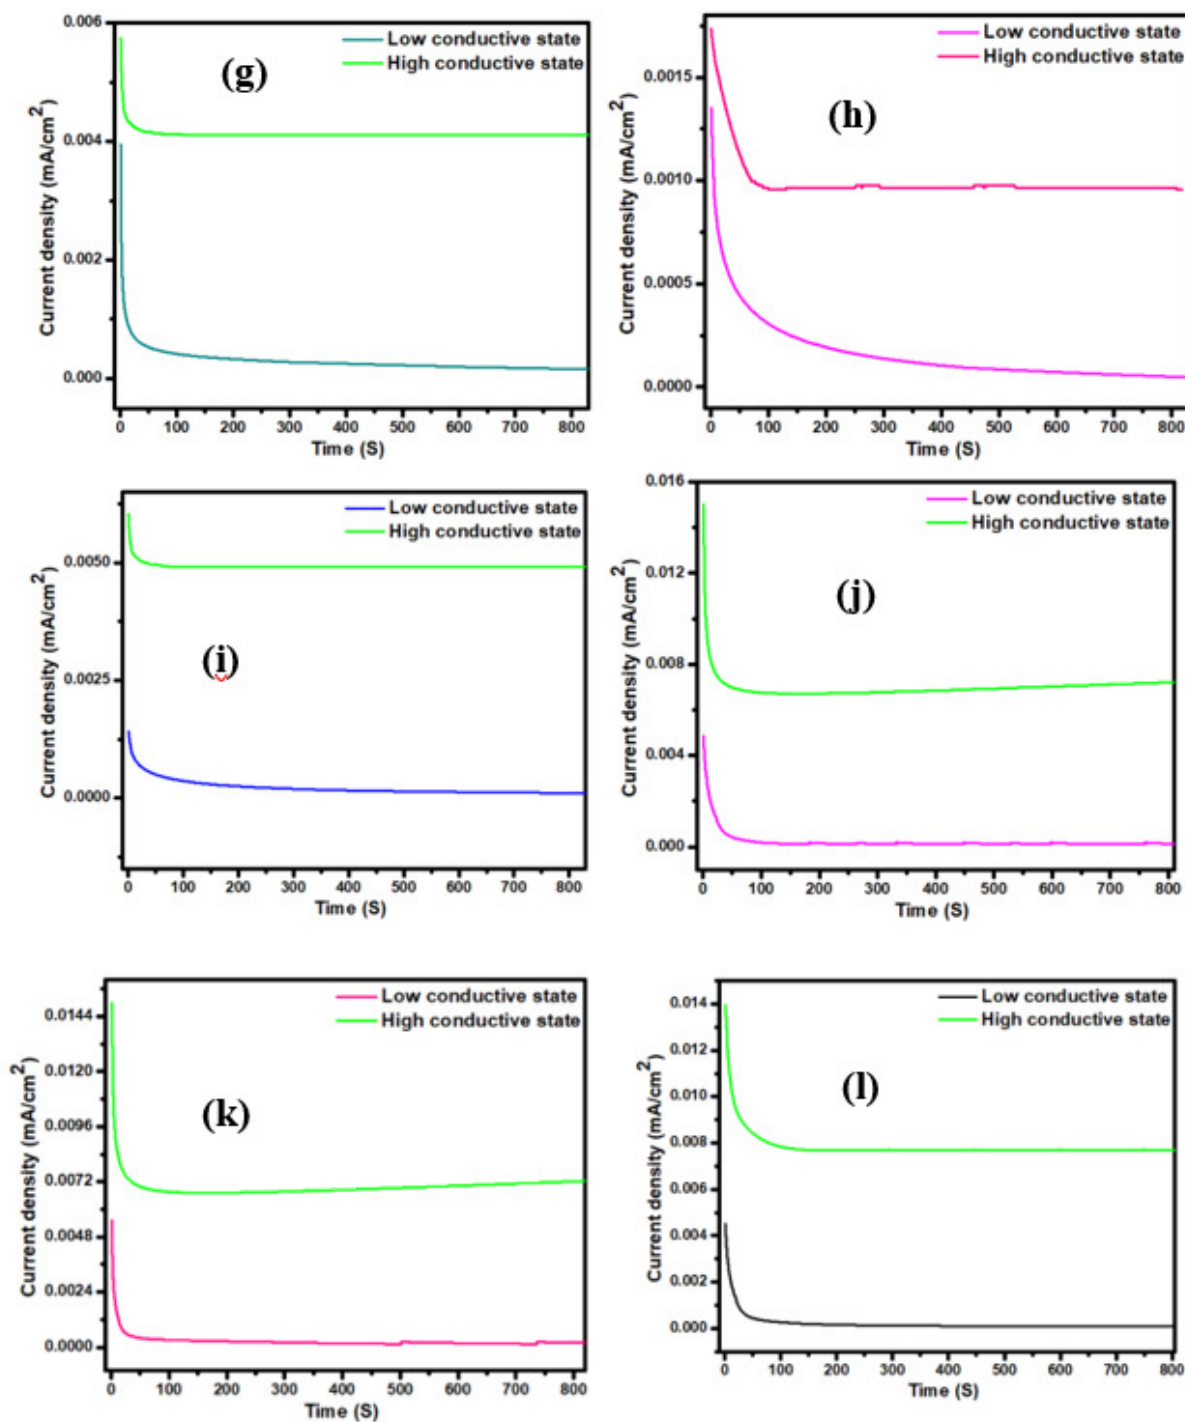 0.006
0.004
0.002
0.000
Current density (mA/cm2)
Low conductive state
High conductive state
(g)
0 100 200 300 400 500 600 700 800
Time (S)
0.0015
0.0010
0.0005
0.0000
Current density (mA/cm2)
Low conductive state
High conductive state
(h)
0 100 200 300 400 500 600 700 800
Time (S)
0.0050
0.0025
0.0000
Current density (mA/cm2)
Low conductive state
High conductive state
(i)
0 100 200 300 400 500 600 700 800
Time (S)
0.016
0.012
0.008
0.004
0.000
Current density (mA/cm2)
Low conductive state
High conductive state
(j)
0 100 200 300 400 500 600 700 800
Time (S)
0.0144
0.0120
0.0096
0.0072
0.0048
0.0024
0.0000
Current density (mA/cm2)
Low conductive state
High conductive state
(k)
0 100 200 300 400 500 600 700 800
Time (S)
0.014
0.012
0.010
0.008
0.006
0.004
0.002
0.000
Current density (mA/cm2)
Low conductive state
High conductive state
(l)
0 100 200 300 400 500 600 700 800
Time (S)